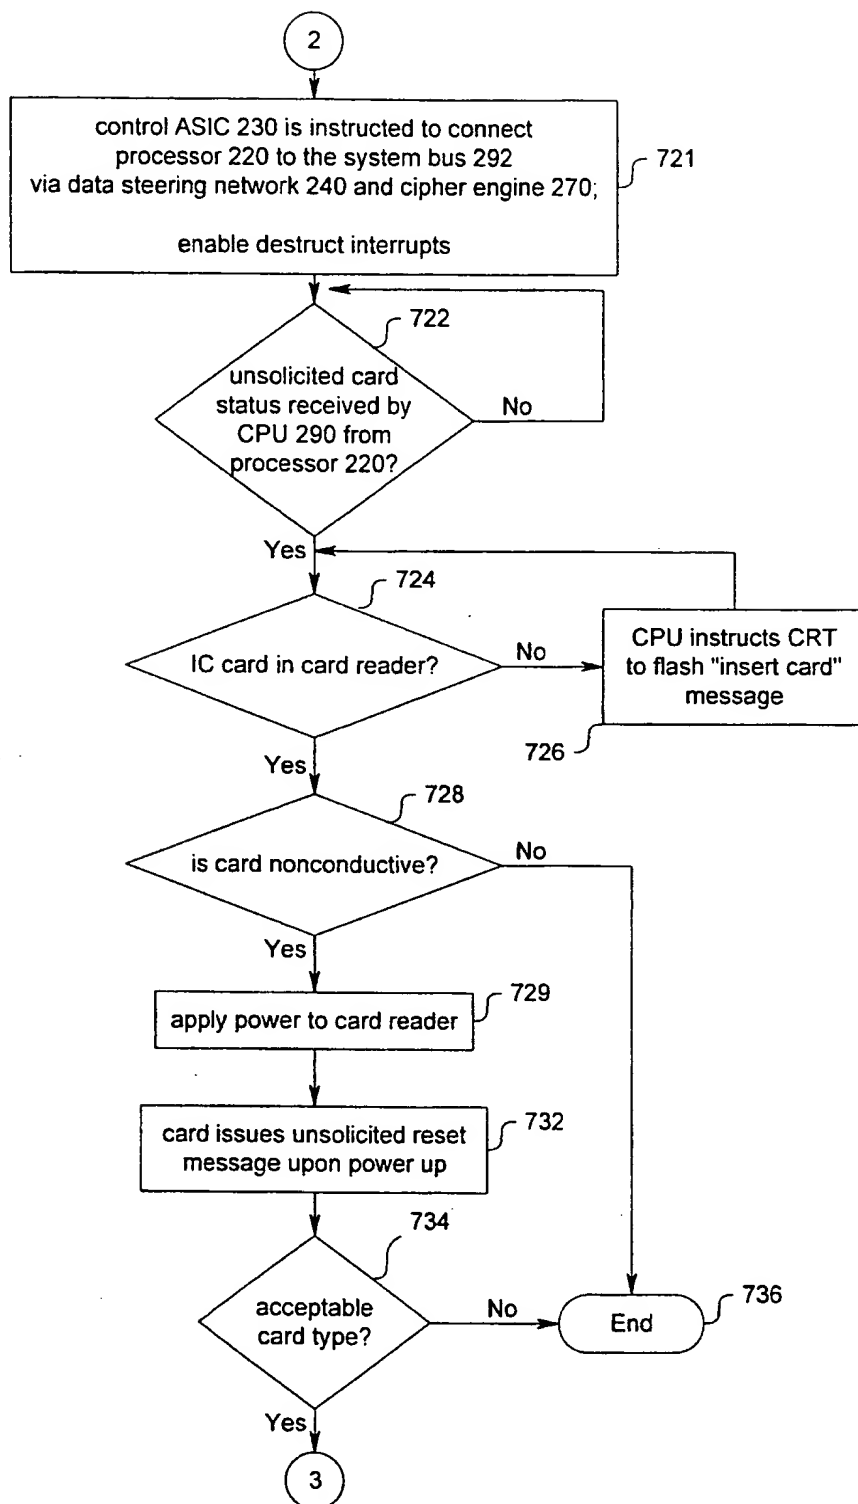 2
control ASIC 230 is instructed to connect
processor 220 to the system bus 292
via data steering network 240 and cipher engine 270;
enable destruct interrupts
721
722
unsolicited card
status received by
CPU 290 from
processor 220?
No
Yes
724
IC card in card reader?
No
CPU instructs CRT
to flash "insert card"
message
726
Yes
728
is card nonconductive?
No
Yes
729
apply power to card reader
732
card issues unsolicited reset
message upon power up
734
acceptable
card type?
No
End
736
Yes
3